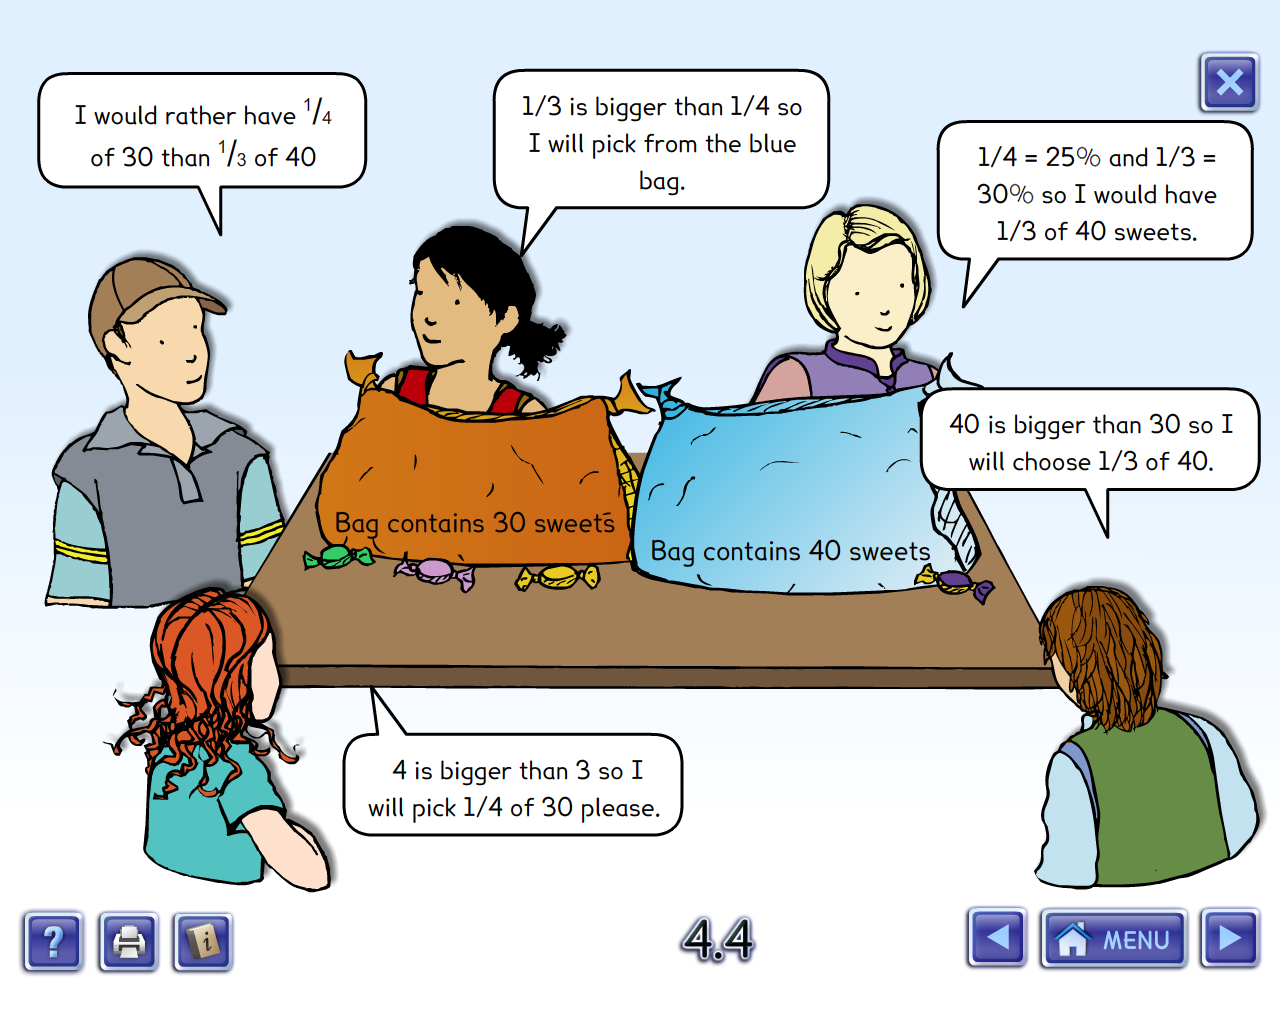 I would rather have 1/4
of 30 than 1/3 of 40
1/3 is bigger than 1/4 so
I will pick from the blue
bag.
1/4 = 25% and 1/3 =
30% so I would have
1/3 of 40 sweets.
40 is bigger than 30 so I
will choose 1/3 of 40.
Bag contains 30 sweets
Bag contains 40 sweets
4 is bigger than 3 so I
will pick 1/4 of 30 please.
?
i
4.4
MENU